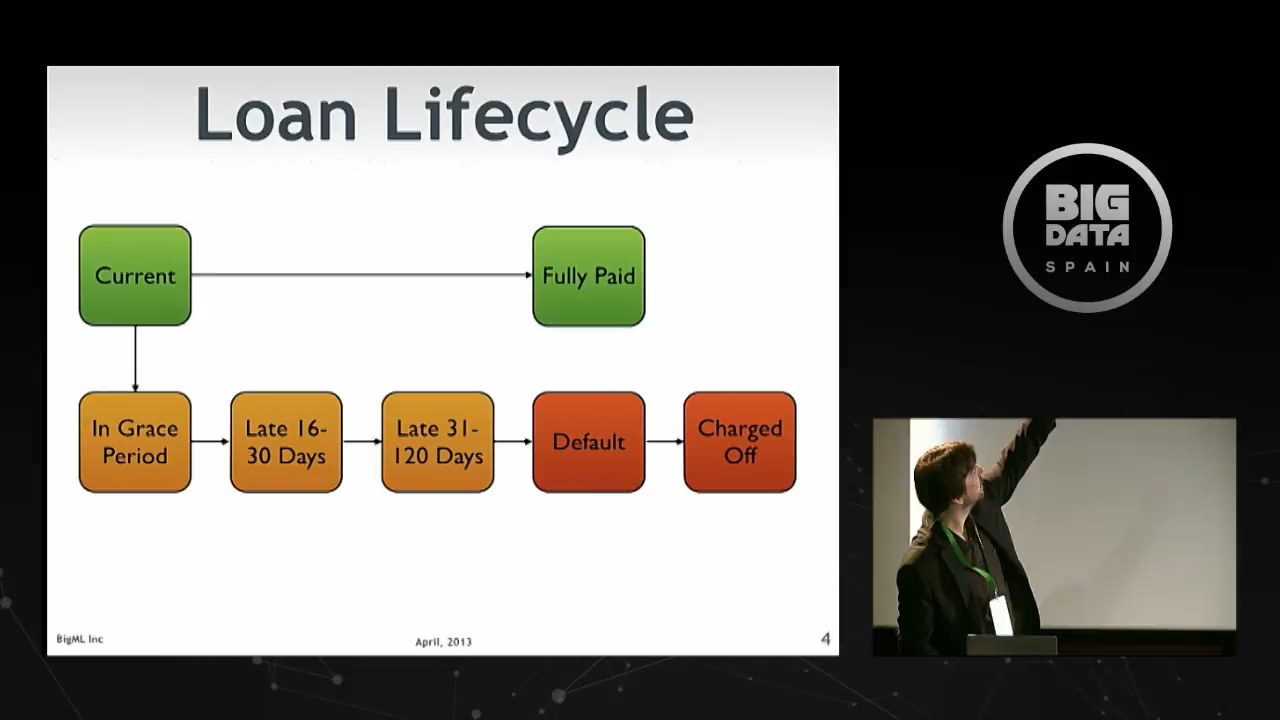 Loan Lifecycle
Current
Fully Paid
In Grace
Period
Late 16-
30 Days
Late 31-
120 Days
Default
Charged
Off
BigML Inc
April, 2013
4
BIG
DATA
SPAIN